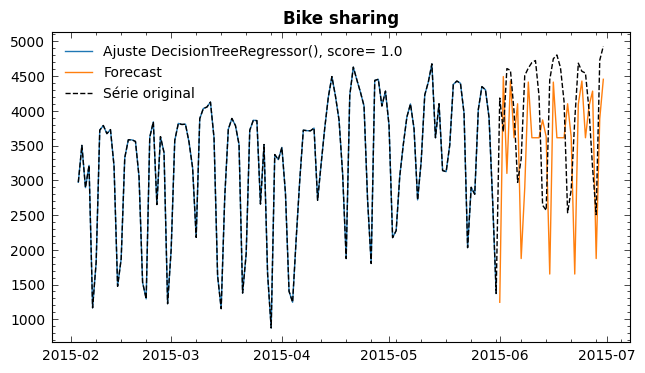 Bike sharing
Ajuste DecisionTreeRegressor(), score= 1.0
Forecast
Série original
5000
4500
4000
3500
3000
2500
2000
1500
1000
2015-02 2015-03 2015-04 2015-05 2015-06 2015-07